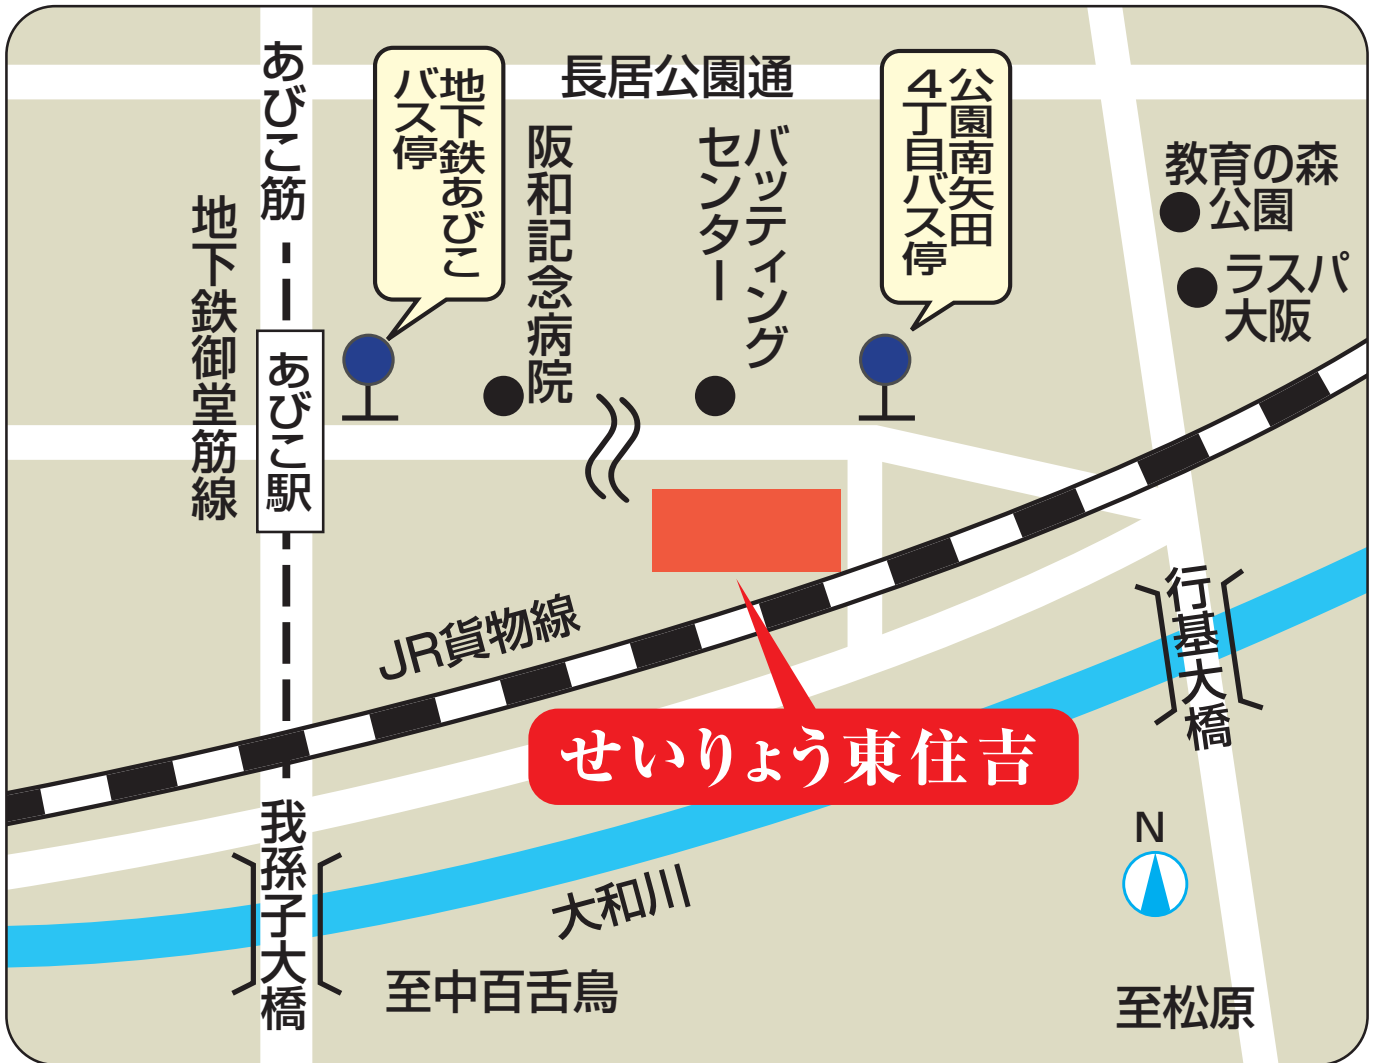 あびこ筋
地下鉄あびこ
バス停
長居公園通
公園南矢田
4丁目バス停
阪和記念病院
バッティング
センター
教育の森
公園
ラスパ
大阪
地下鉄御堂筋線
あびこ駅
JR貨物線
行基大橋
せいりょう東住吉
我孫子大橋
大和川
N
至中百舌鳥
至松原